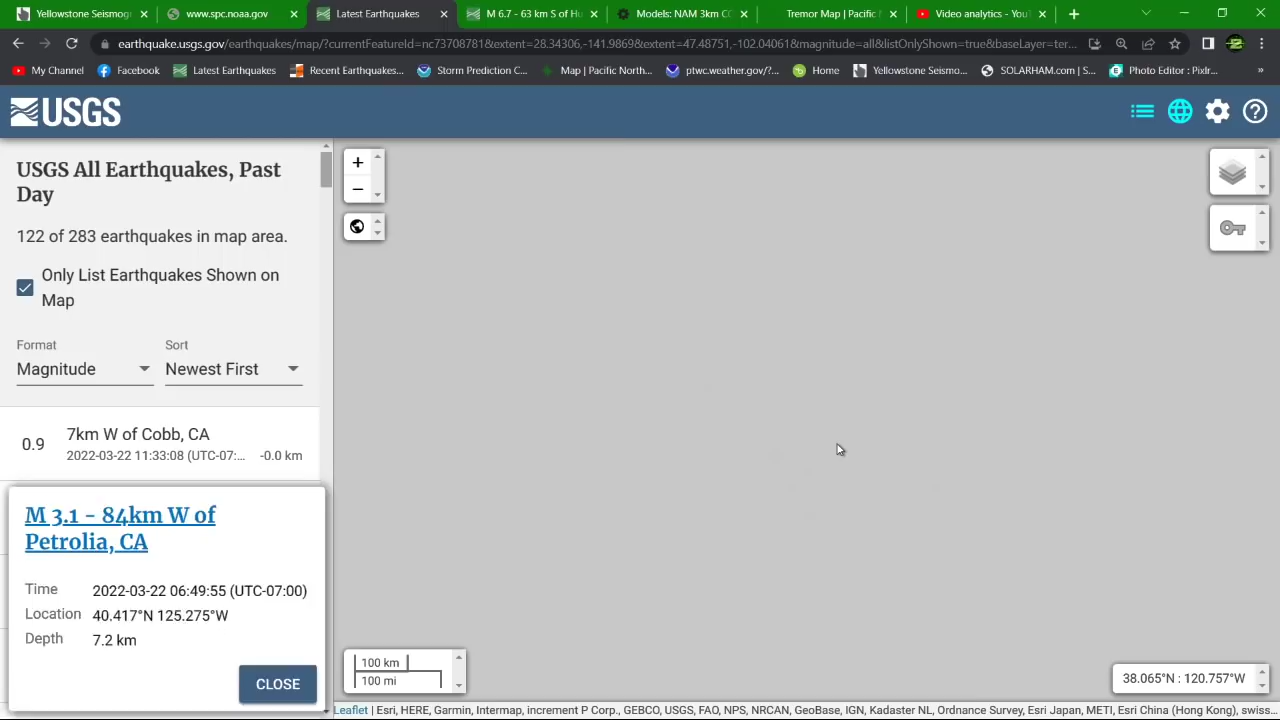 Yellowstone Seismog
www.spc.noaa.gov
Latest Earthquakes
M 6.7 - 63 km S of Hu
Models: NAM 3km CO
Tremor Map | Pacific N
Video analytics - You
earthquake.usgs.gov/earthquakes/map/?currentFeatureId=nc73708781&extent=28.34306,-141.9869&extent=47.48751,-102.04061&magnitude=all&listOnlyShown=true&baseLayer=ter...
My Channel
Facebook
Latest Earthquakes
Recent Earthquakes...
Storm Prediction C...
Map | Pacific North...
ptwc.weather.gov/?...
Home
Yellowstone Seismo...
SOLARHAM.com | S...
Photo Editor : Pixlr...
USGS
USGS All Earthquakes, Past
Day
122 of 283 earthquakes in map area.
Only List Earthquakes Shown on
Map
Format
Sort
Magnitude
Newest First
0.9
7km W of Cobb, CA
2022-03-22 11:33:08 (UTC-07:...
-0.0 km
M 3.1 - 84km W of
Petrolia, CA
Time 2022-03-22 06:49:55 (UTC-07:00)
Location 40.417°N 125.275°W
Depth 7.2 km
CLOSE
100 km
100 mi
38.065°N : 120.757°W
Leaflet | Esri, HERE, Garmin, Intermap, increment P Corp., GEBCO, USGS, FAO, NPS, NRCAN, GeoBase, IGN, Kadaster NL, Ordnance Survey, Esri Japan, METI, Esri China (Hong Kong), swiss...